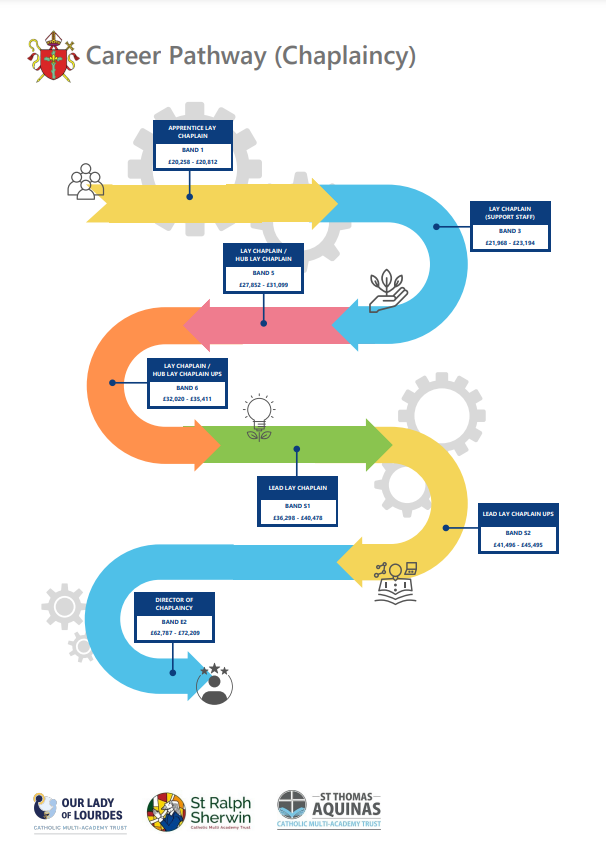 Career Pathway (Chaplaincy)
APPRENTICE LAY
CHAPLAIN
BAND 1
£20,258 - £20,812
LAY CHAPLAIN
(SUPPORT STAFF)
BAND 3
£21,968 - £23,194
LAY CHAPLAIN /
HUB LAY CHAPLAIN
BAND 5
£27,852 - £31,099
LAY CHAPLAIN /
HUB LAY CHAPLAIN UPS
BAND 6
£32,020 - £35,411
LEAD LAY CHAPLAIN
BAND S1
£36,298 - £40,478
LEAD LAY CHAPLAIN UPS
BAND S2
£41,496 - £45,495
DIRECTOR OF
CHAPLAINCY
BAND E2
£62,787 - £72,209
OUR LADY
OF LOURDES
CATHOLIC MULTI-ACADEMY TRUST
St Ralph
Sherwin
Catholic Multi Academy Trust
ST THOMAS
AQUINAS
CATHOLIC MULTI-ACADEMY TRUST